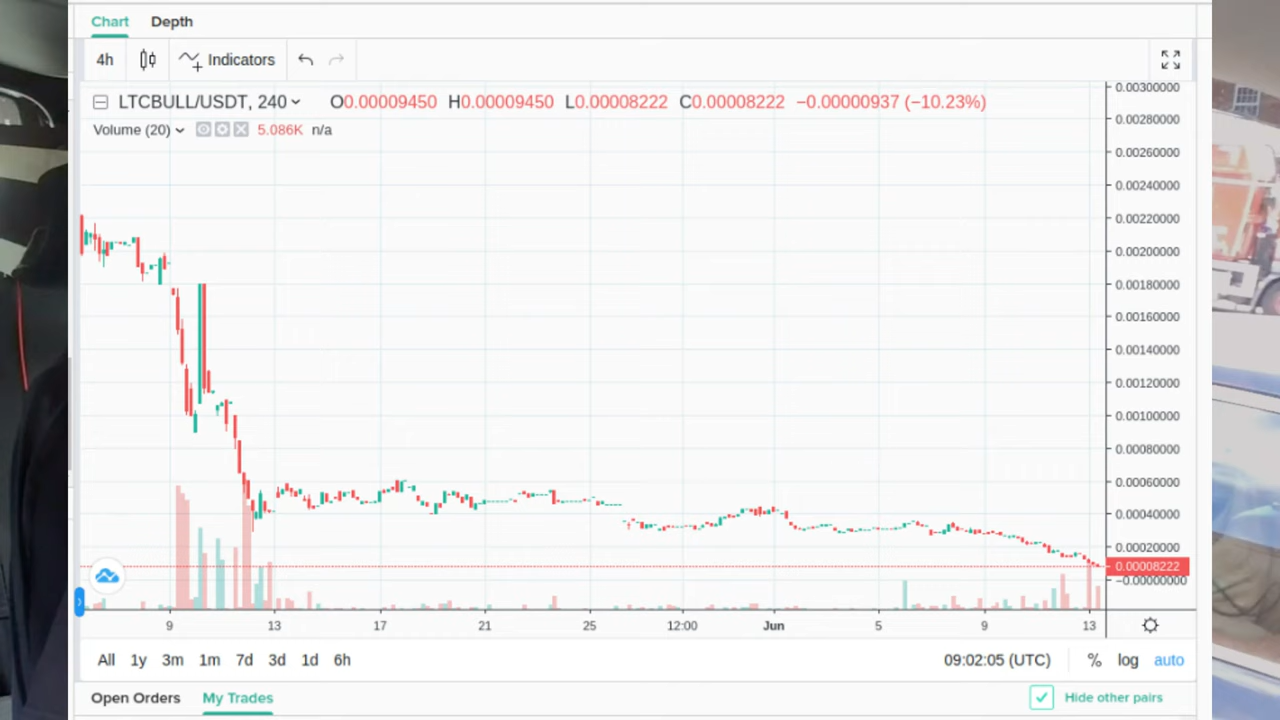 Chart Depth
4h Indicators
LTCBULL/USDT, 240 O0.00009450 H0.00009450 L0.00008222 C0.00008222 −0.00000937 (−10.23%)
Volume (20) 5.086K n/a
0.00300000
0.00280000
0.00260000
0.00240000
0.00220000
0.00200000
0.00180000
0.00160000
0.00140000
0.00120000
0.00100000
0.00080000
0.00060000
0.00040000
0.00020000
0.00008222
−0.00000000
9 13 17 21 25 12:00 Jun 5 9 13
All 1y 3m 1m 7d 3d 1d 6h 09:02:05 (UTC) % log auto
Open Orders My Trades Hide other pairs